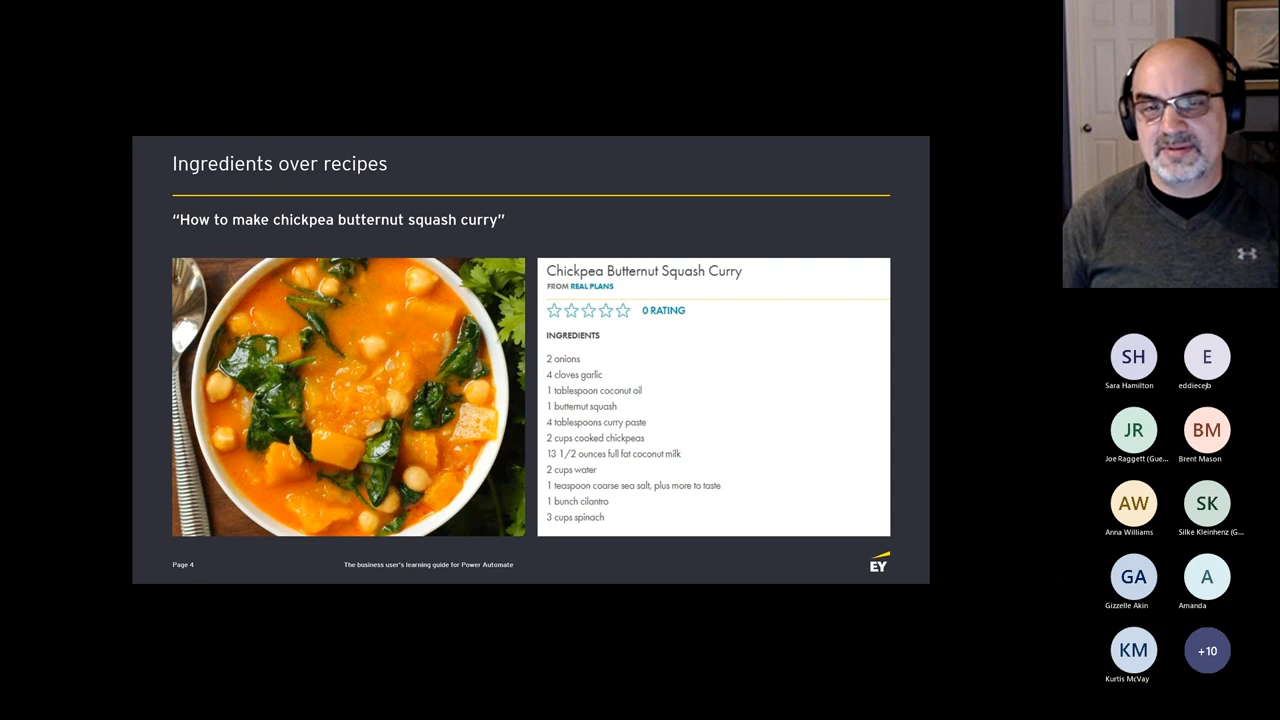 Ingredients over recipes
“How to make chickpea butternut squash curry”
Chickpea Butternut Squash Curry
FROM REAL PLANS
0 RATING
INGREDIENTS
2 onions
4 cloves garlic
1 tablespoon coconut oil
1 butternut squash
4 tablespoons curry paste
2 cups cooked chickpeas
13 1/2 ounces full fat coconut milk
2 cups water
1 teaspoon coarse sea salt, plus more to taste
1 bunch cilantro
3 cups spinach
Page 4
The business user's learning guide for Power Automate
EY
SH E
Sara Hamilton eddiecejb
JR BM
Joe Raggett (Gue... Brent Mason
AW SK
Anna Williams Silke Kleinhenz (G...
GA A
Gizzelle Akin Amanda
KM +10
Kurtis McVay